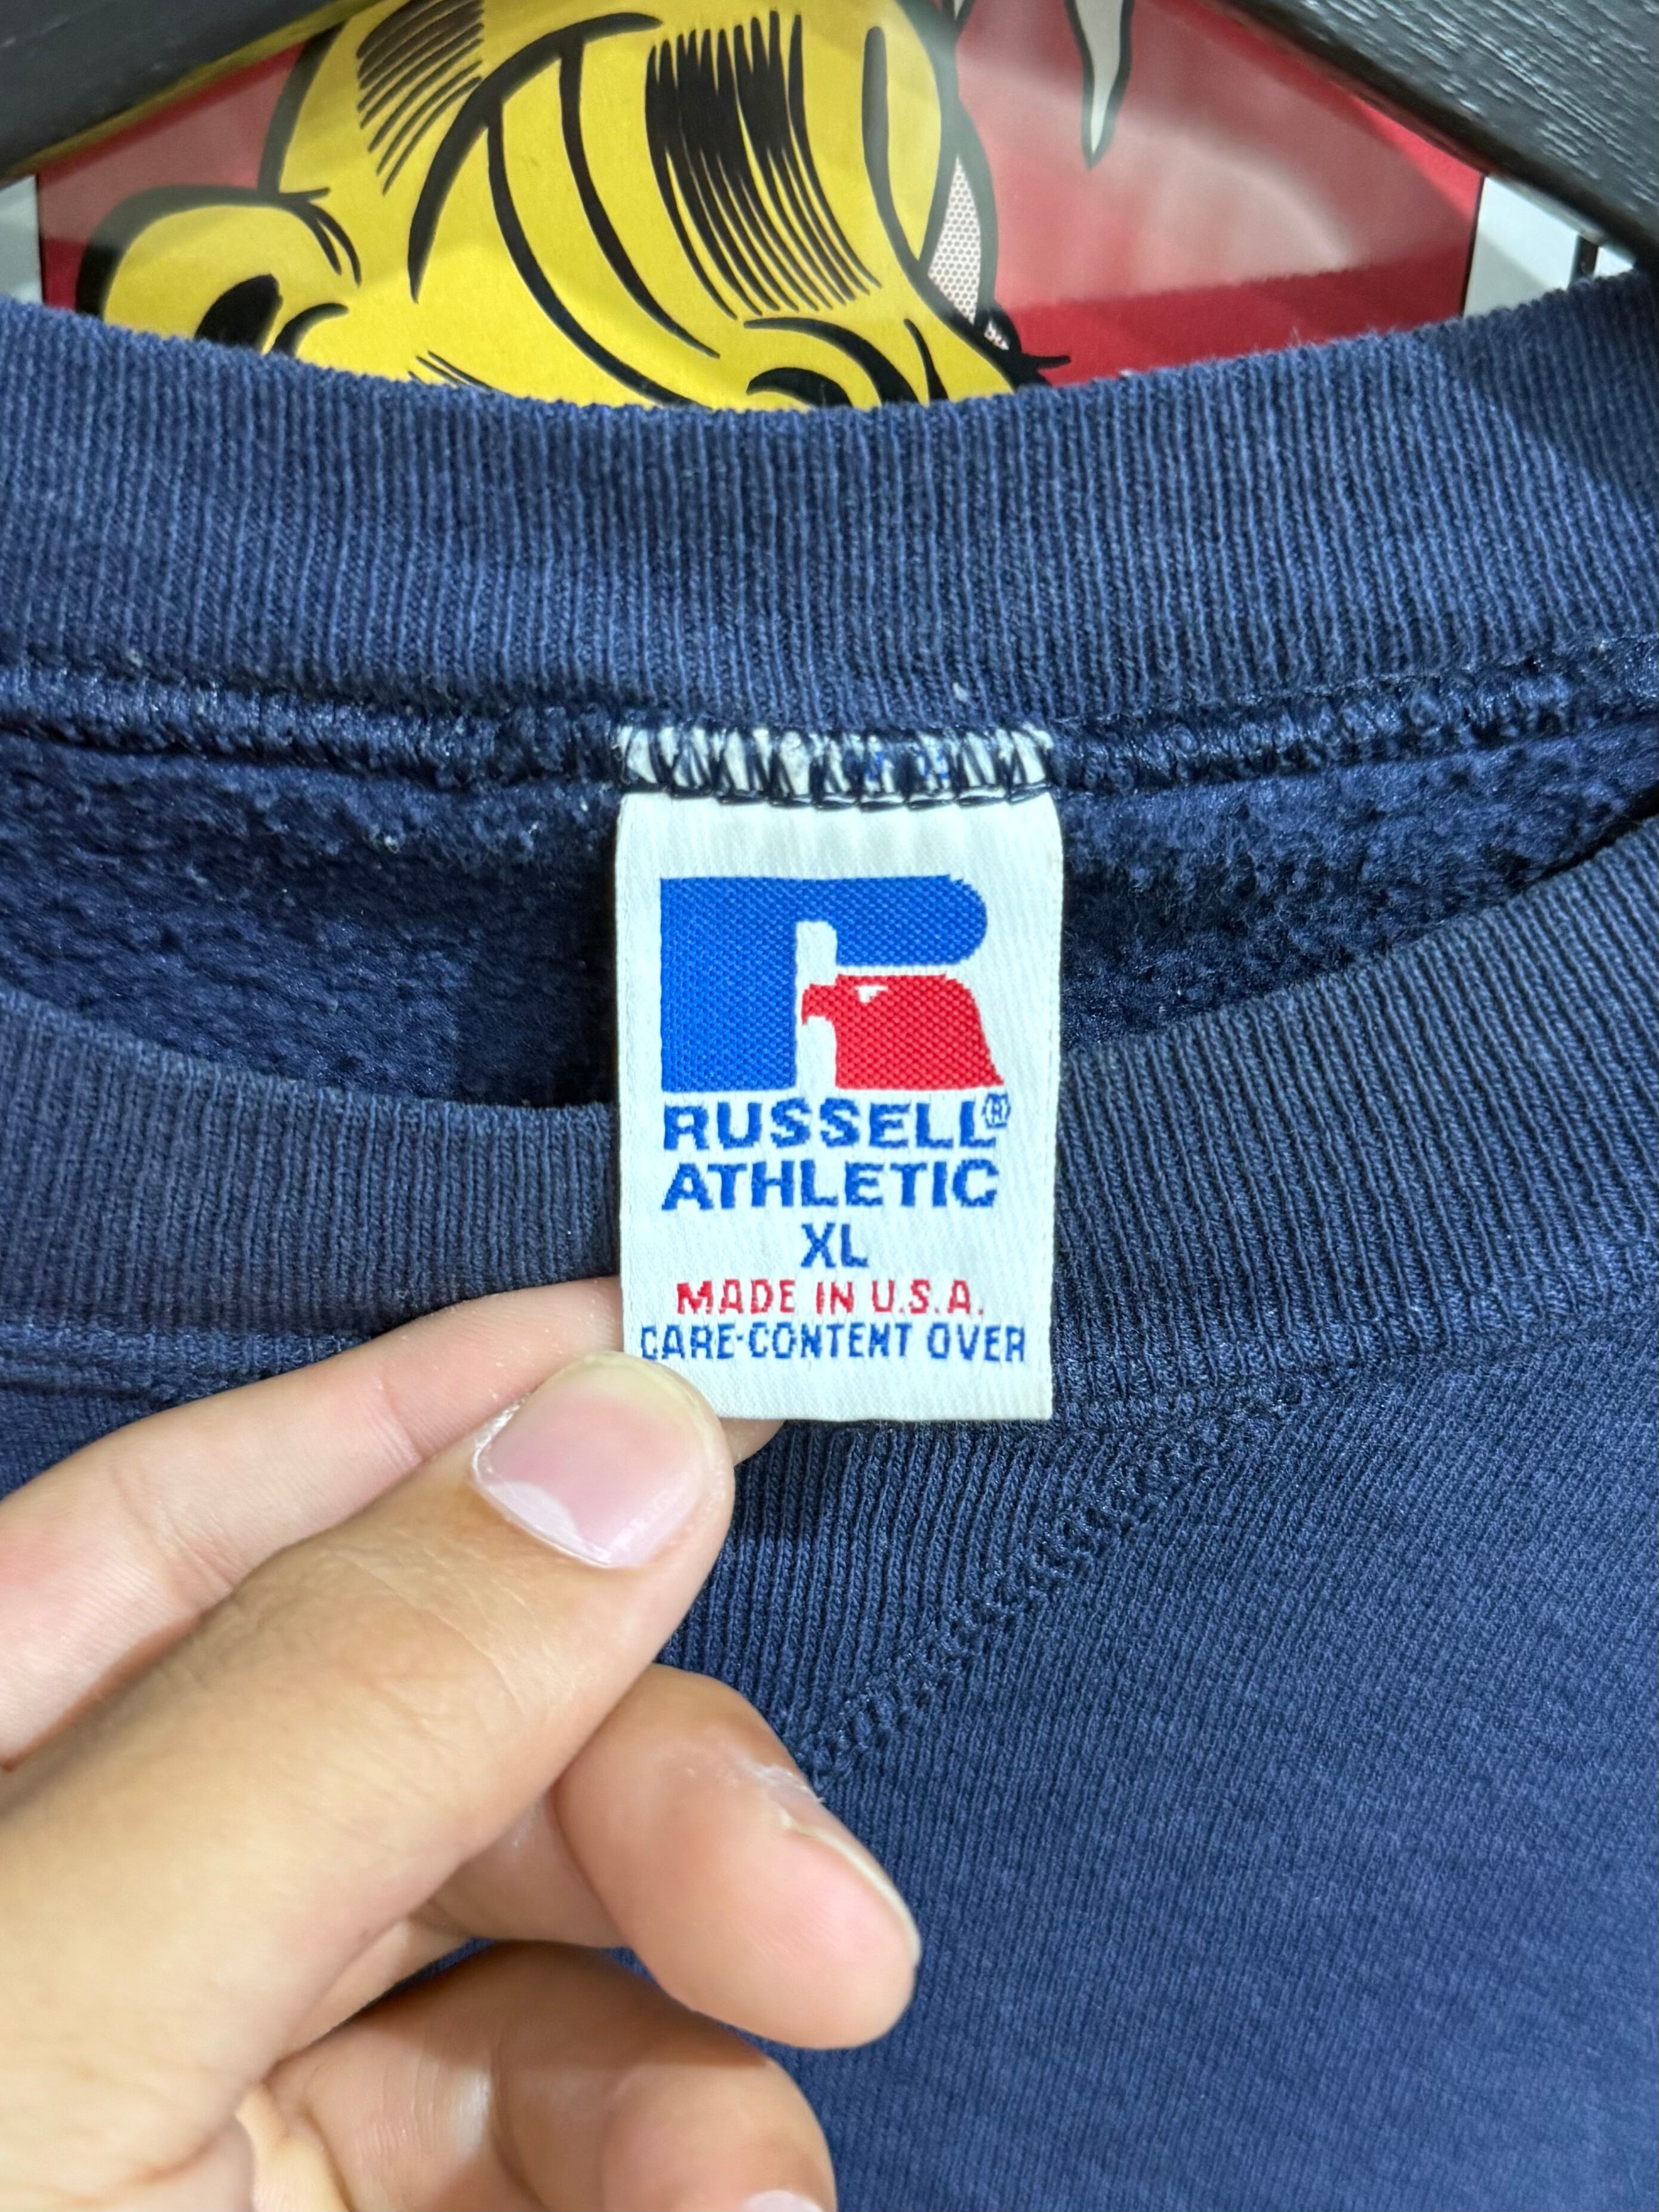 RUSSELL®
ATHLETIC
XL
MADE IN U.S.A.
CARE-CONTENT OVER